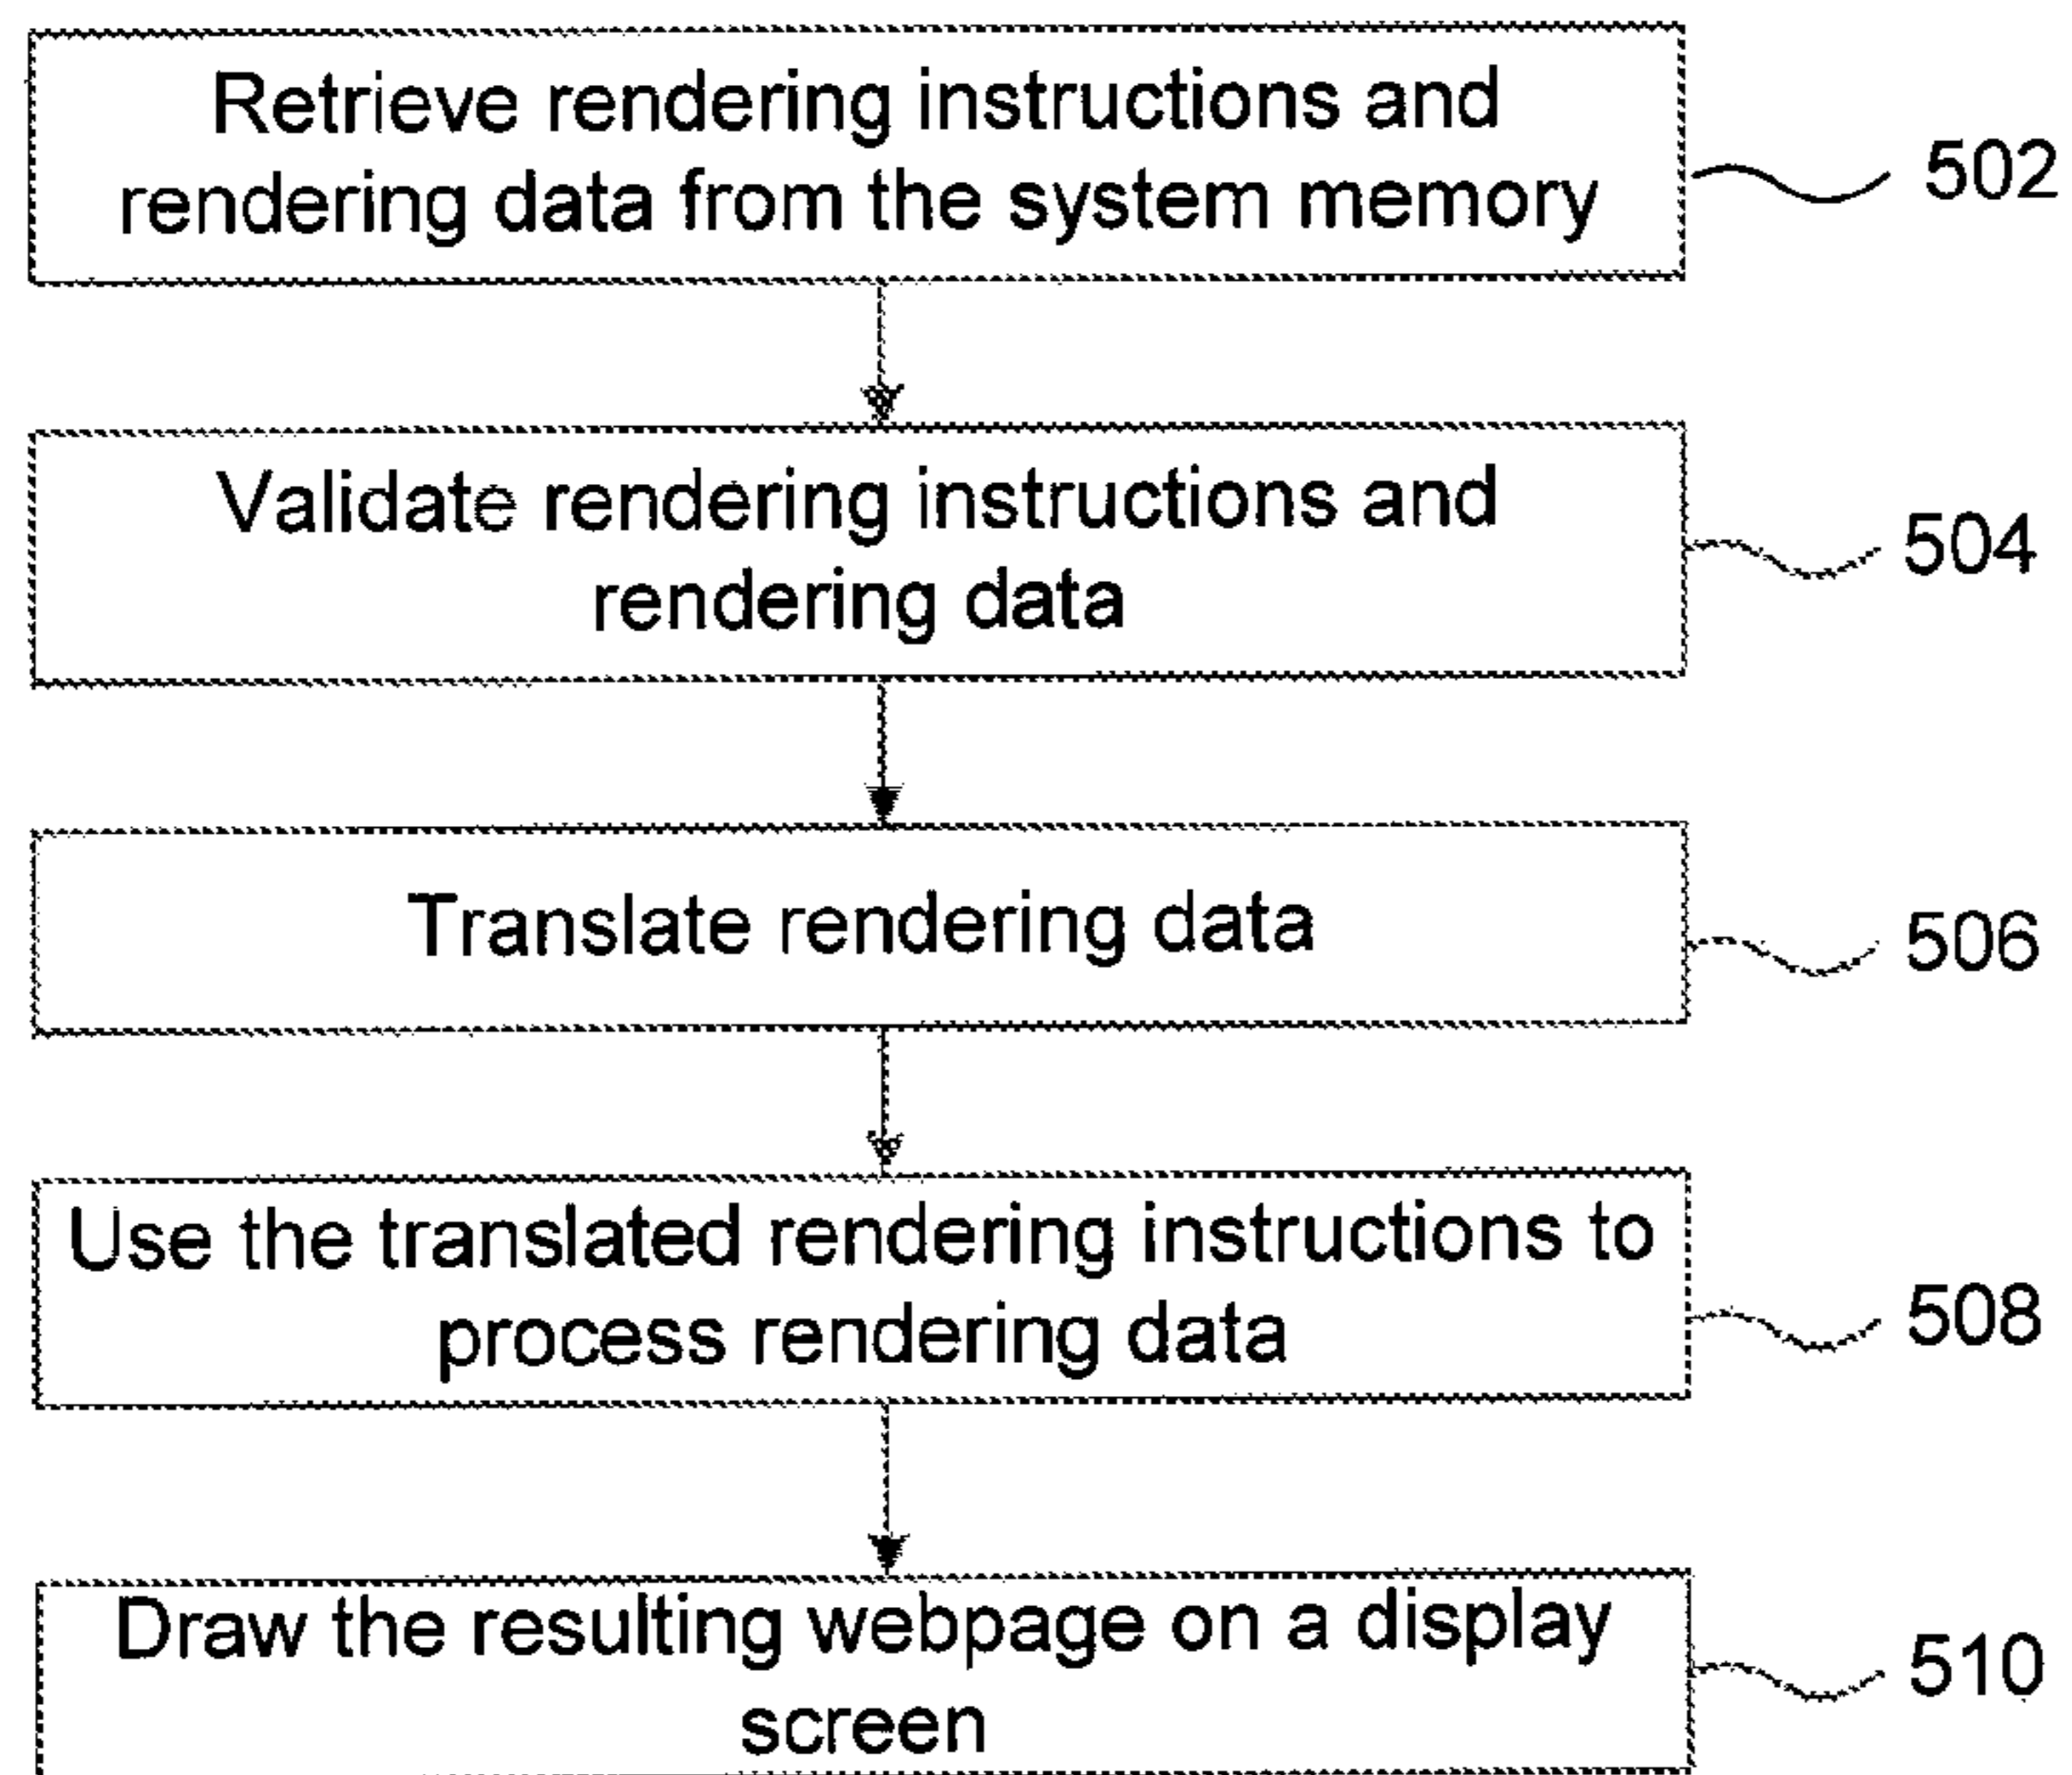 Retrieve rendering instructions and
rendering data from the system memory
502
Validate rendering instructions and
rendering data
504
Translate rendering data
506
Use the translated rendering instructions to
process rendering data
508
Draw the resulting webpage on a display
screen
510